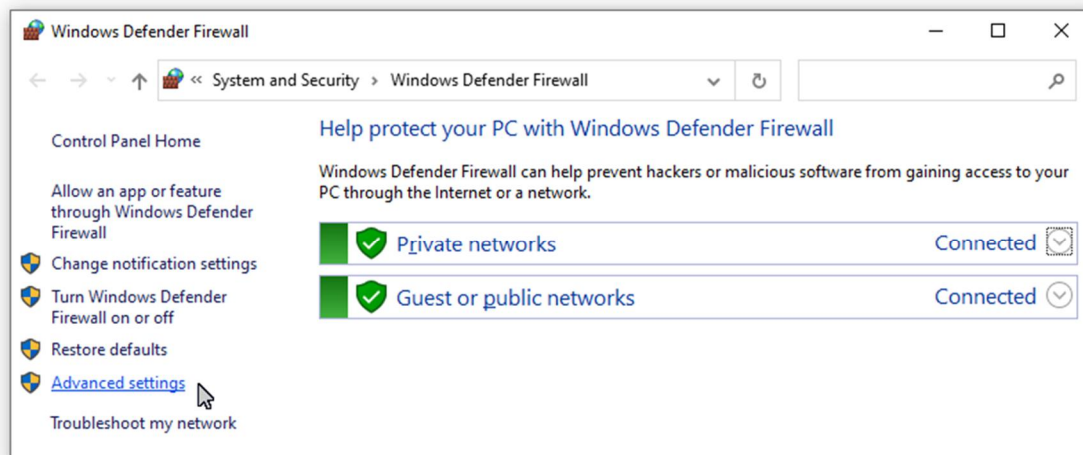 Windows Defender Firewall
« System and Security › Windows Defender Firewall
Control Panel Home
Allow an app or feature
through Windows Defender
Firewall
Change notification settings
Turn Windows Defender
Firewall on or off
Restore defaults
Advanced settings
Troubleshoot my network
Help protect your PC with Windows Defender Firewall
Windows Defender Firewall can help prevent hackers or malicious software from gaining access to your
PC through the Internet or a network.
Private networks Connected
Guest or public networks Connected